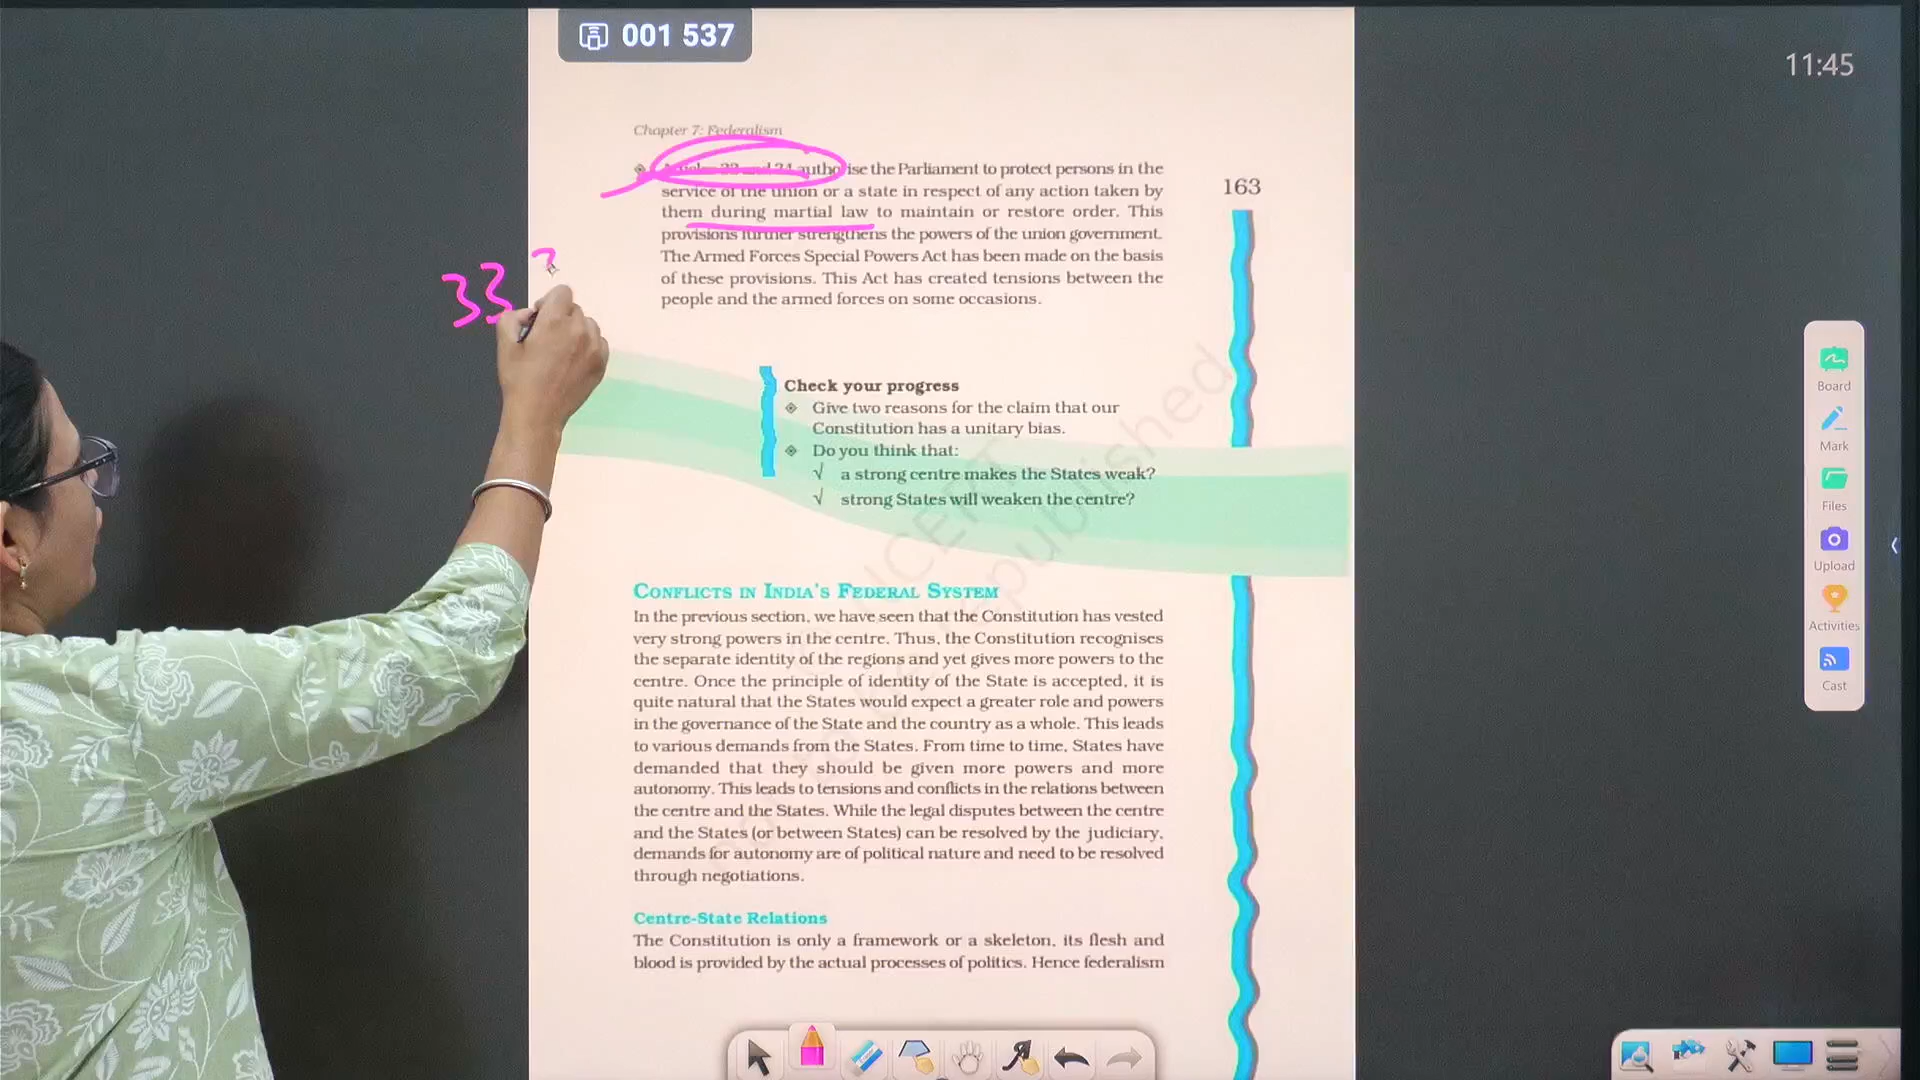 001 537
11:45
Chapter 7: Federalism
Articles 33 and 34 authorise the Parliament to protect persons in the
163
service of the union or a state in respect of any action taken by
them during martial law to maintain or restore order. This
provisions further strengthens the powers of the union government.
The Armed Forces Special Powers Act has been made on the basis
of these provisions. This Act has created tensions between the
people and the armed forces on some occasions.
33
Check your progress
Give two reasons for the claim that our
Constitution has a unitary bias.
Do you think that:
√ a strong centre makes the States weak?
√ strong States will weaken the centre?
CONFLICTS IN INDIA'S FEDERAL SYSTEM
In the previous section, we have seen that the Constitution has vested
very strong powers in the centre. Thus, the Constitution recognises
the separate identity of the regions and yet gives more powers to the
centre. Once the principle of identity of the State is accepted, it is
quite natural that the States would expect a greater role and powers
in the governance of the State and the country as a whole. This leads
to various demands from the States. From time to time, States have
demanded that they should be given more powers and more
autonomy. This leads to tensions and conflicts in the relations between
the centre and the States. While the legal disputes between the centre
and the States (or between States) can be resolved by the judiciary,
demands for autonomy are of political nature and need to be resolved
through negotiations.
Centre-State Relations
The Constitution is only a framework or a skeleton, its flesh and
blood is provided by the actual processes of politics. Hence federalism
Board
Mark
Files
Upload
Activities
Cast